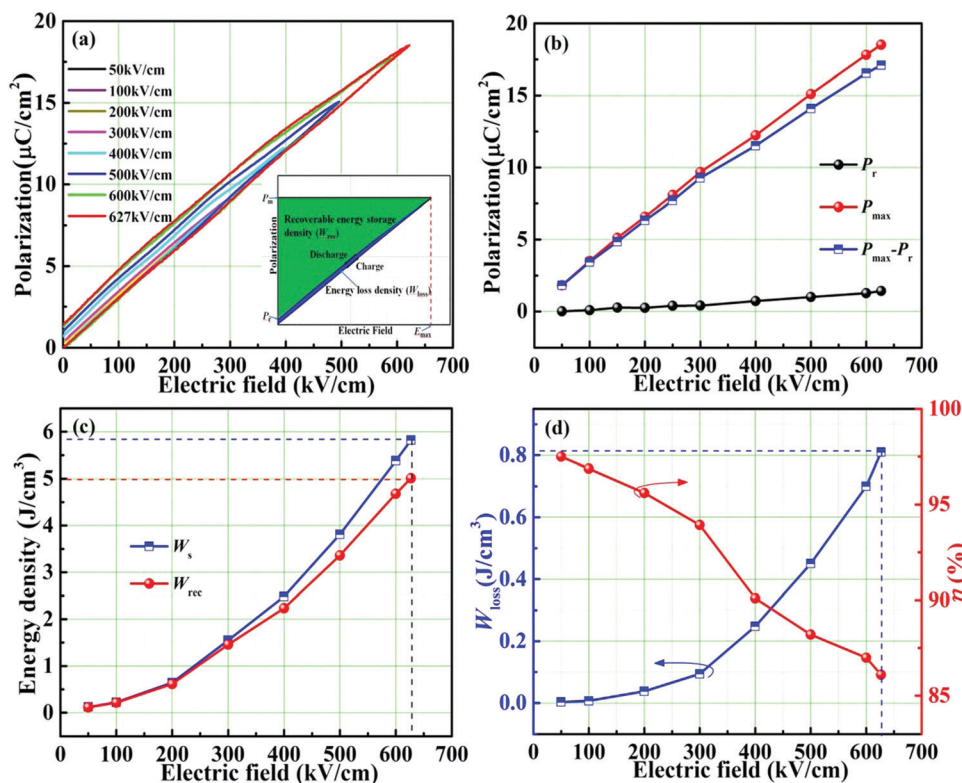 (a)
Polarization(μC/cm²)
20
15
10
5
0
50kV/cm
100kV/cm
200kV/cm
300kV/cm
400kV/cm
500kV/cm
600kV/cm
627kV/cm
Pm
Polarization
Recoverable energy storage
density (Wrec)
Discharge
Charge
Energy loss density (Wloss)
Pr
Electric Field
Emax
0 100 200 300 400 500 600 700
Electric field (kV/cm)
(b)
Polarization(μC/cm²)
20
15
10
5
0
Pr
Pmax
Pmax-Pr
0 100 200 300 400 500 600 700
Electric field (kV/cm)
(c)
Energy density (J/cm³)
6
5
4
3
2
1
0
Ws
Wrec
0 100 200 300 400 500 600 700
Electric field (kV/cm)
(d)
Wloss(J/cm³)
0.8
0.6
0.4
0.2
0.0
100
95
90
85
η (%)
0 100 200 300 400 500 600 700
Electric field (kV/cm)